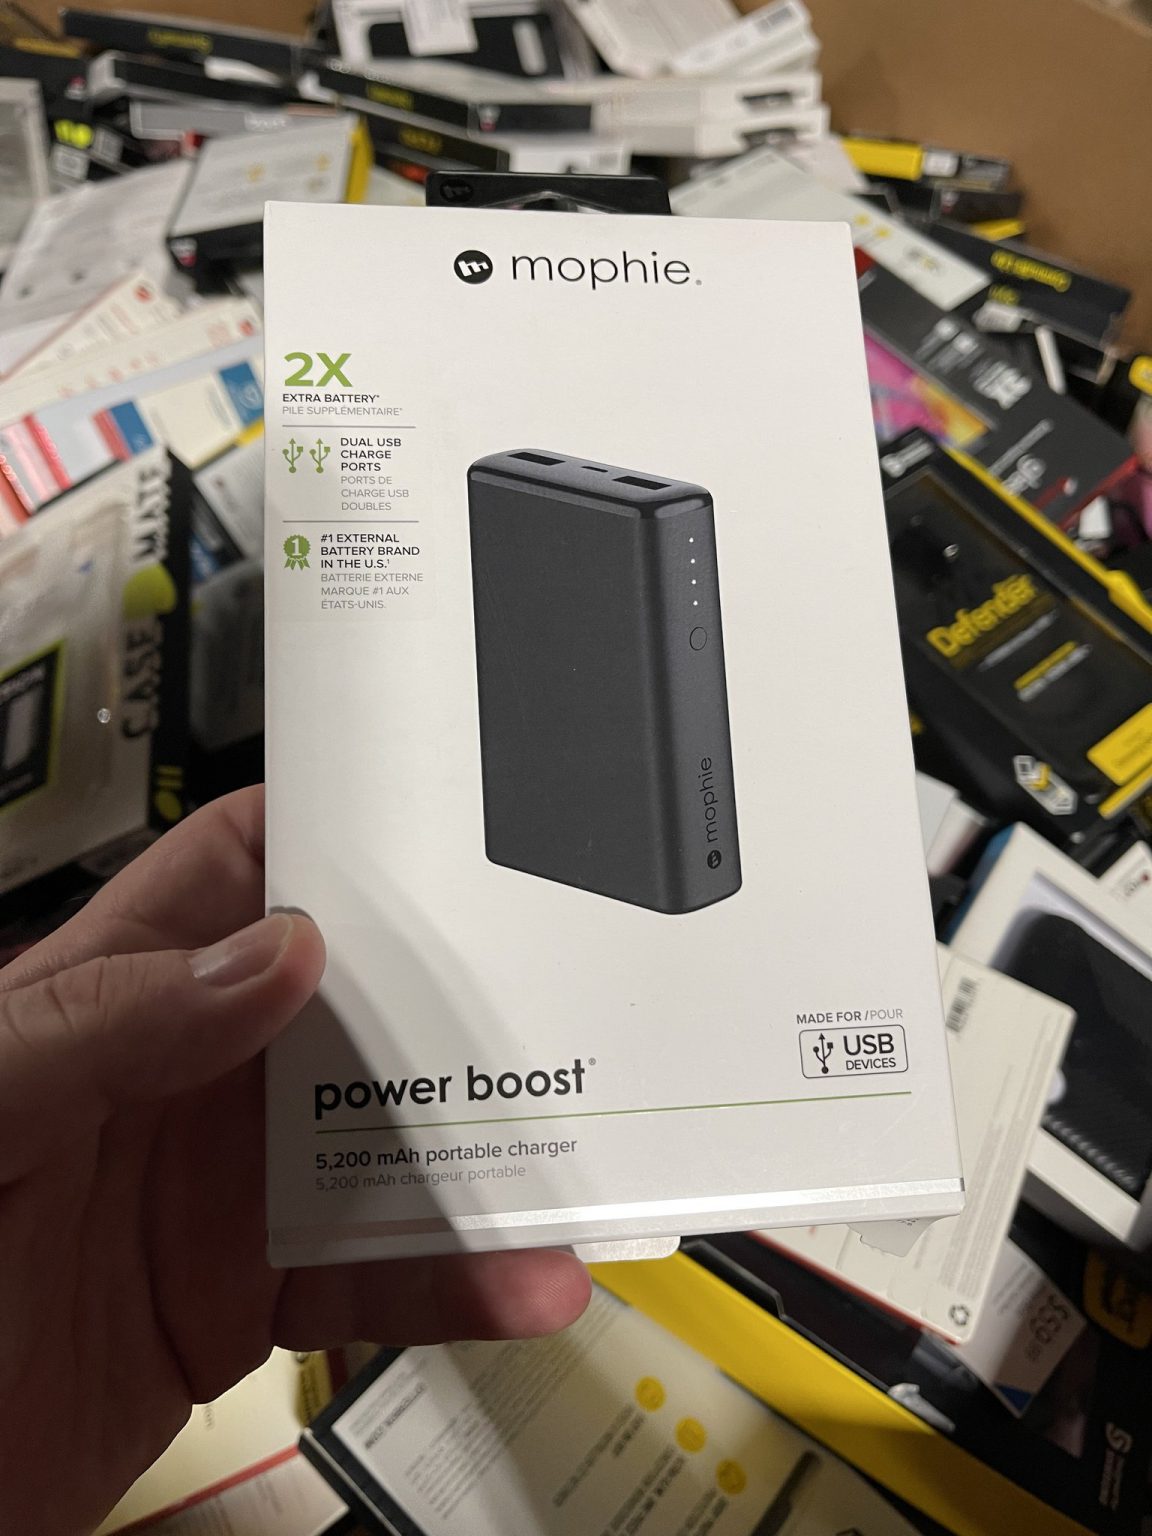 mophie.
2X
EXTRA BATTERY*
PILE SUPPLÉMENTAIRE*
DUAL USB
CHARGE
PORTS
PORTS DE
CHARGE USB
DOUBLES
1
#1 EXTERNAL
BATTERY BRAND
IN THE U.S.¹
BATTERIE EXTERNE
MARQUE #1 AUX
ÉTATS-UNIS.
mophie
MADE FOR / POUR
USB
DEVICES
power boost®
5,200 mAh portable charger
5,200 mAh chargeur portable
CASE MATE
Defender